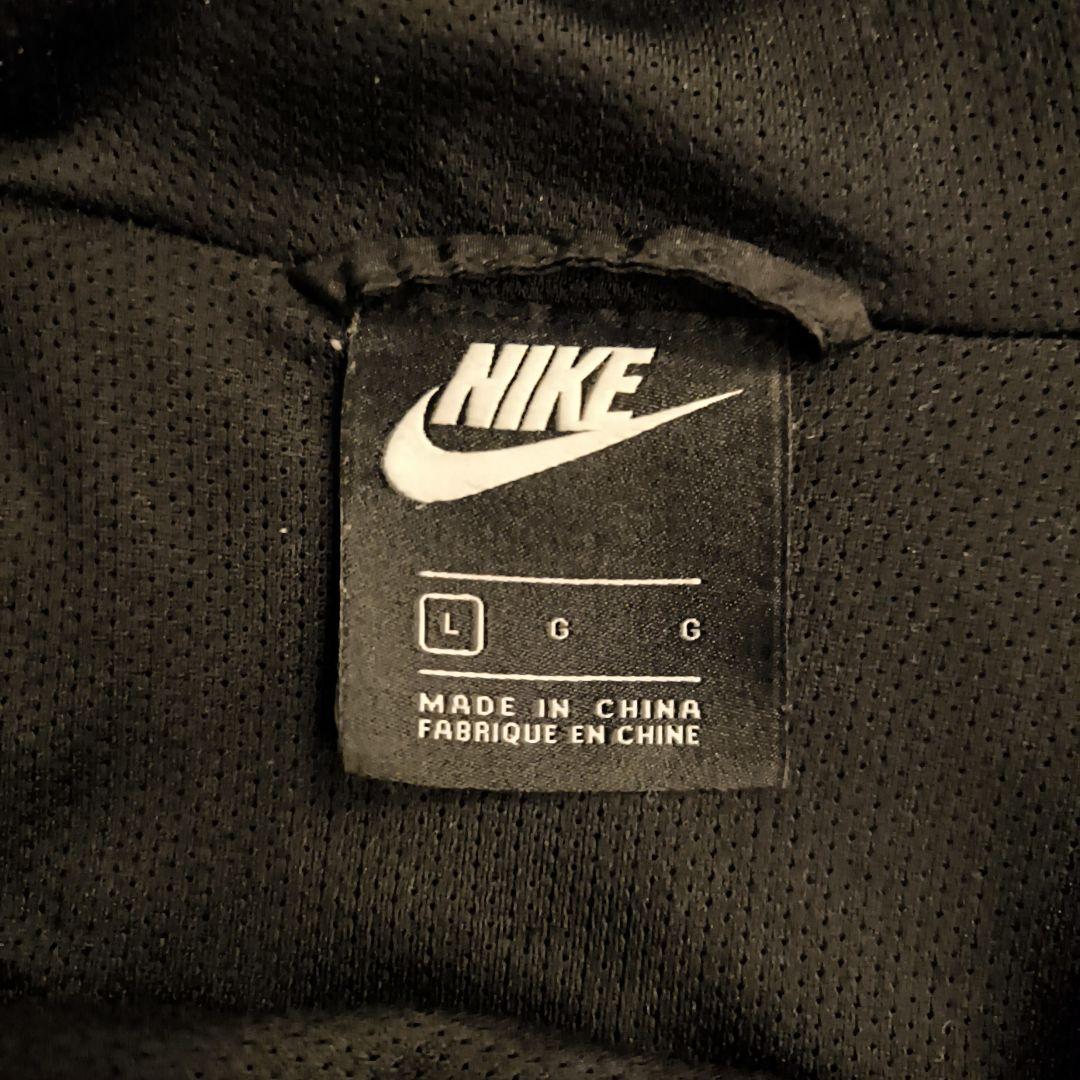 NIKE
L G G
MADE IN CHINA
FABRIQUE EN CHINE